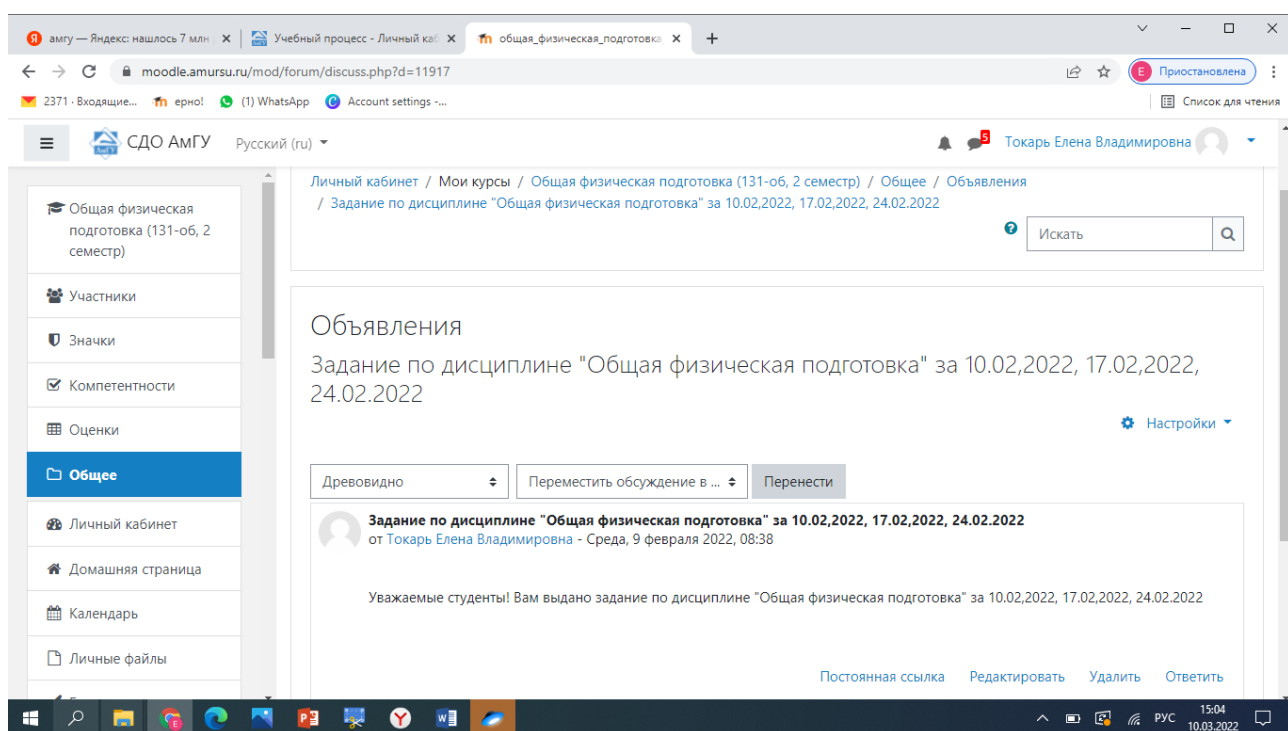 амгу — Яндекс: нашлось 7 млн
Учебный процесс - Личный каб
общая_физическая_подготовка_
moodle.amursu.ru/mod/forum/discuss.php?d=11917
Е Приостановлена
2371 · Входящие...
ерно!
(1) WhatsApp
Account settings -...
Список для чтения
СДО АмГУ
Русский (ru)
5
Токарь Елена Владимировна
Общая физическая
подготовка (131-об, 2
семестр)
Участники
Значки
Компетентности
Оценки
Общее
Личный кабинет
Домашняя страница
Календарь
Личные файлы
Личный кабинет / Мои курсы / Общая физическая подготовка (131-об, 2 семестр) / Общее / Объявления
/ Задание по дисциплине "Общая физическая подготовка" за 10.02,2022, 17.02,2022, 24.02.2022
Искать
Объявления
Задание по дисциплине "Общая физическая подготовка" за 10.02,2022, 17.02,2022,
24.02.2022
Настройки
Древовидно
Переместить обсуждение в ...
Перенести
Задание по дисциплине "Общая физическая подготовка" за 10.02,2022, 17.02,2022, 24.02.2022
от Токарь Елена Владимировна - Среда, 9 февраля 2022, 08:38
Уважаемые студенты! Вам выдано задание по дисциплине "Общая физическая подготовка" за 10.02,2022, 17.02,2022, 24.02.2022
Постоянная ссылка
Редактировать
Удалить
Ответить
РУС
15:04
10.03.2022